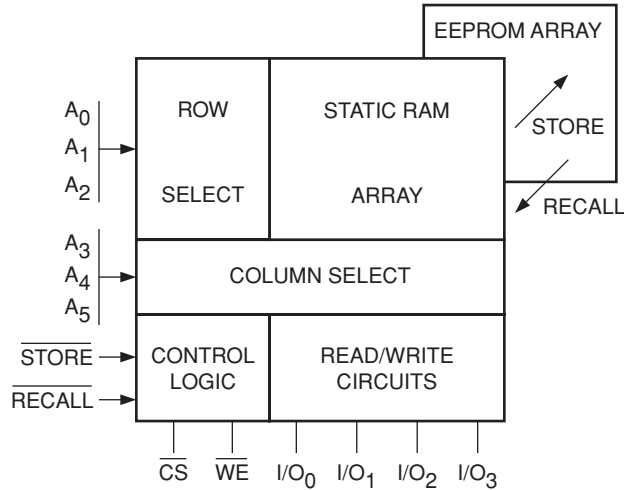 EEPROM ARRAY
ROW
STATIC RAM
A0
A1
A2
STORE
SELECT
ARRAY
RECALL
A3
A4
A5
COLUMN SELECT
STORE
RECALL
CONTROL
LOGIC
READ/WRITE
CIRCUITS
CS
WE
I/O0
I/O1
I/O2
I/O3